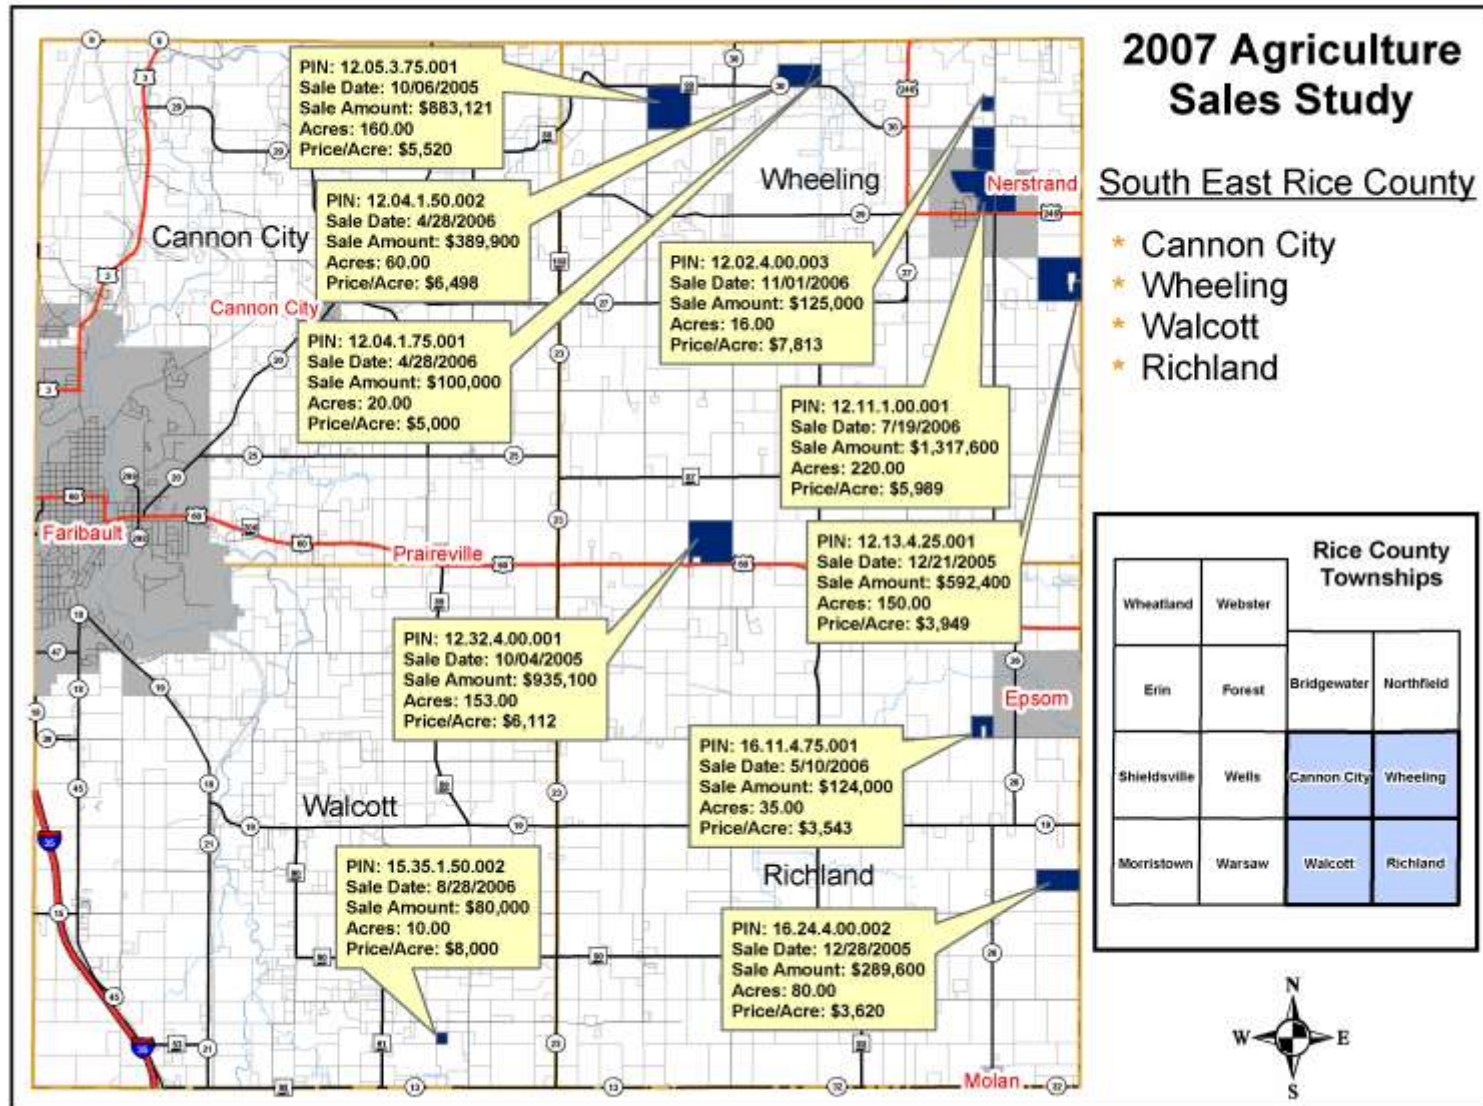 2007 Agriculture
Sales Study
South East Rice County
* Cannon City
* Wheeling
* Walcott
* Richland
PIN: 12.05.3.75.001
Sale Date: 10/06/2005
Sale Amount: $883,121
Acres: 160.00
Price/Acre: $5,520
PIN: 12.04.1.50.002
Sale Date: 4/28/2006
Sale Amount: $389,900
Acres: 60.00
Price/Acre: $6,498
PIN: 12.04.1.75.001
Sale Date: 4/28/2006
Sale Amount: $100,000
Acres: 20.00
Price/Acre: $5,000
PIN: 12.02.4.00.003
Sale Date: 11/01/2006
Sale Amount: $125,000
Acres: 16.00
Price/Acre: $7,813
PIN: 12.11.1.00.001
Sale Date: 7/19/2006
Sale Amount: $1,317,600
Acres: 220.00
Price/Acre: $5,989
PIN: 12.13.4.25.001
Sale Date: 12/21/2005
Sale Amount: $592,400
Acres: 150.00
Price/Acre: $3,949
PIN: 12.32.4.00.001
Sale Date: 10/04/2005
Sale Amount: $935,100
Acres: 153.00
Price/Acre: $6,112
PIN: 16.11.4.75.001
Sale Date: 5/10/2006
Sale Amount: $124,000
Acres: 35.00
Price/Acre: $3,543
PIN: 15.35.1.50.002
Sale Date: 8/28/2006
Sale Amount: $80,000
Acres: 10.00
Price/Acre: $8,000
PIN: 16.24.4.00.002
Sale Date: 12/28/2005
Sale Amount: $289,600
Acres: 80.00
Price/Acre: $3,620
Wheeling
Nerstrand
Cannon City
Cannon City
Faribault
Praireville
Epsom
Walcott
Richland
Molan
Rice County
Townships
Wheatland
Webster
Erin
Forest
Bridgewater
Northfield
Shieldsville
Wells
Cannon City
Wheeling
Morristown
Warsaw
Walcott
Richland
N
W
E
S